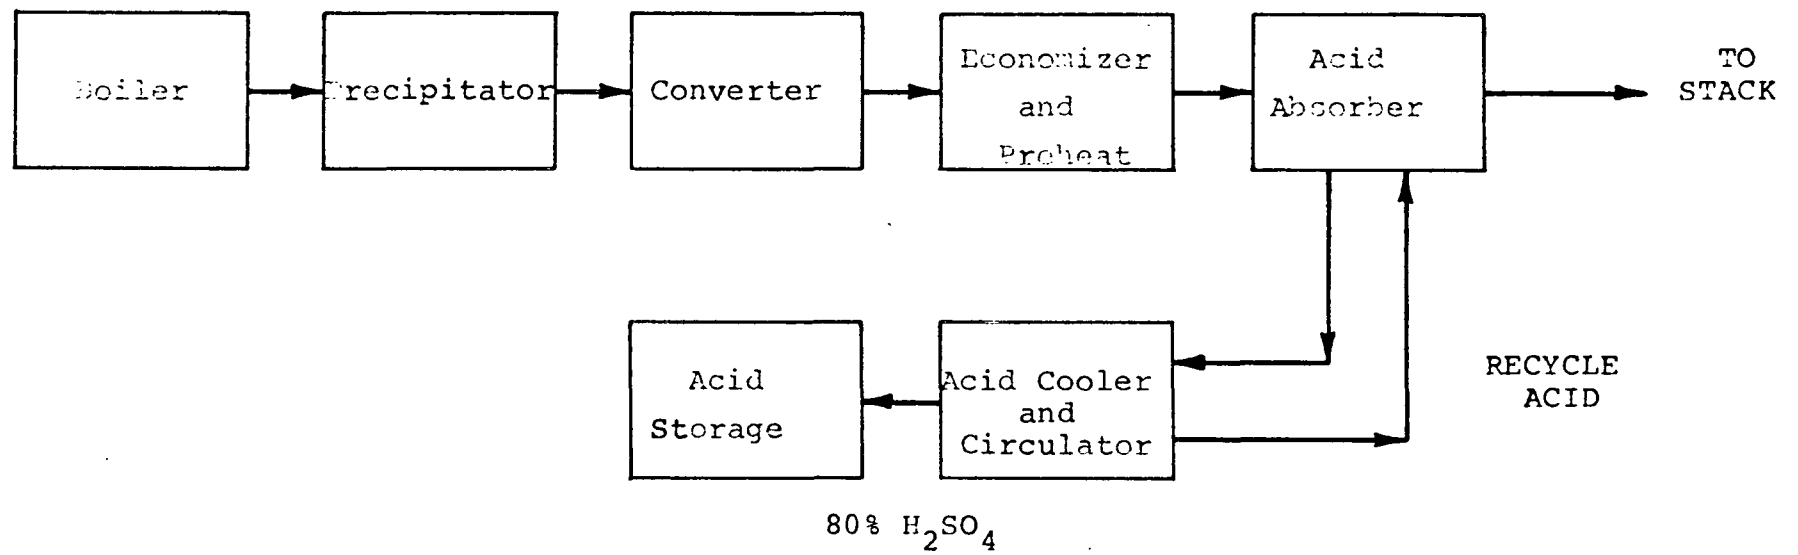 Boiler
Precipitator
Converter
Economizer
and
Preheat
Acid
Absorber
TO
STACK
Acid
Storage
Acid Cooler
and
Circulator
RECYCLE
ACID
80% H2SO4